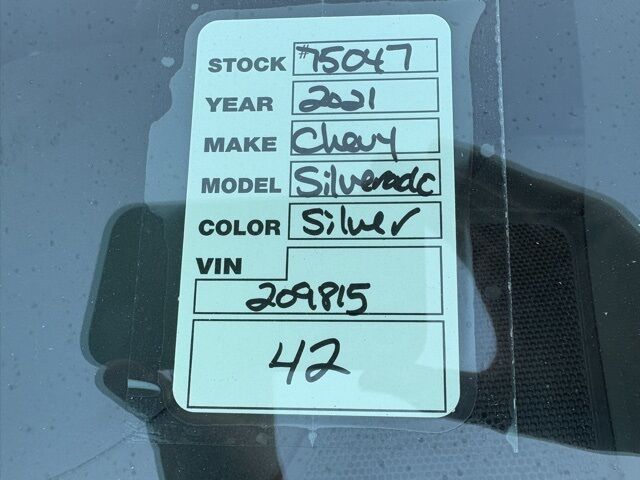 STOCK #75047
YEAR 2021
MAKE Chevy
MODEL Silverado
COLOR Silver
VIN
209815
42